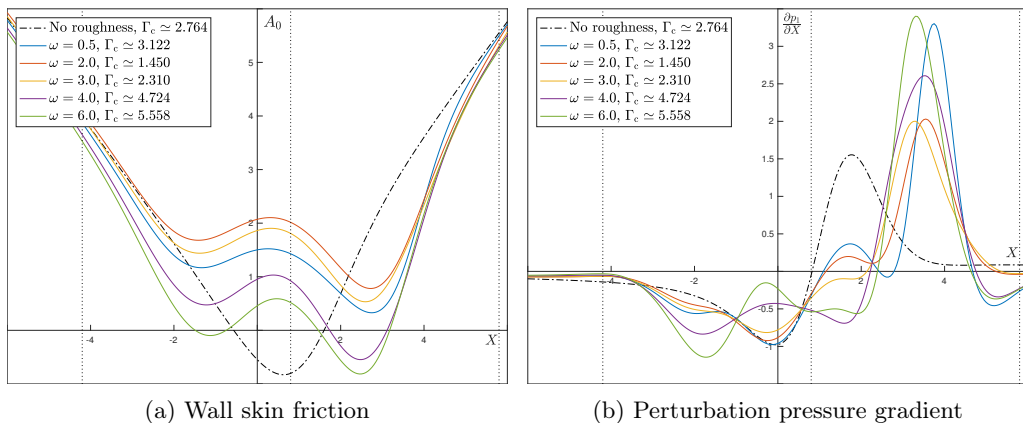 A₀
No roughness, Γc ≃ 2.764
ω = 0.5, Γc ≃ 3.122
ω = 2.0, Γc ≃ 1.450
ω = 3.0, Γc ≃ 2.310
ω = 4.0, Γc ≃ 4.724
ω = 6.0, Γc ≃ 5.558
5
4
2
1
-4
-2
2
4
X
(a) Wall skin friction
∂p₁/∂X
No roughness, Γc ≃ 2.764
ω = 0.5, Γc ≃ 3.122
ω = 2.0, Γc ≃ 1.450
ω = 3.0, Γc ≃ 2.310
ω = 4.0, Γc ≃ 4.724
ω = 6.0, Γc ≃ 5.558
3
2.5
2
1.5
1
0.5
X
-4
-2
2
4
-0.5
-1
(b) Perturbation pressure gradient